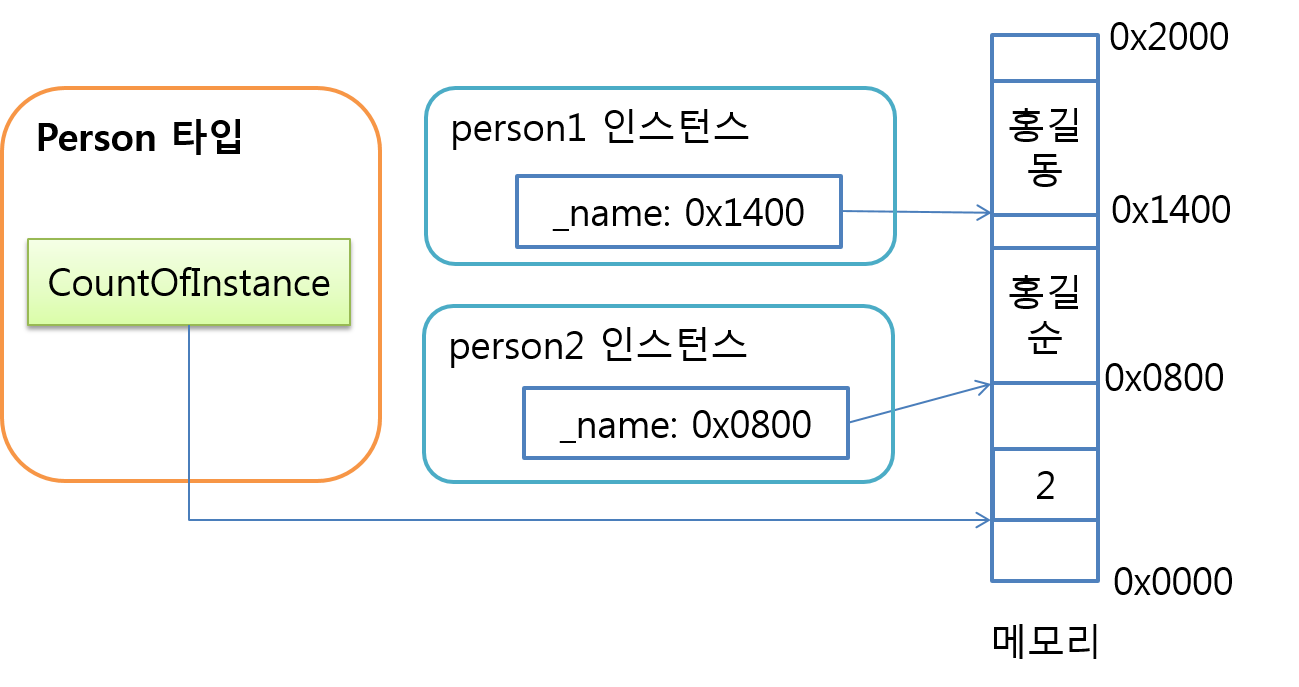 Person 타입
CountOfInstance
person1 인스턴스
_name: 0x1400
person2 인스턴스
_name: 0x0800
0x2000
홍길
동
0x1400
홍길
순
0x0800
2
0x0000
메모리